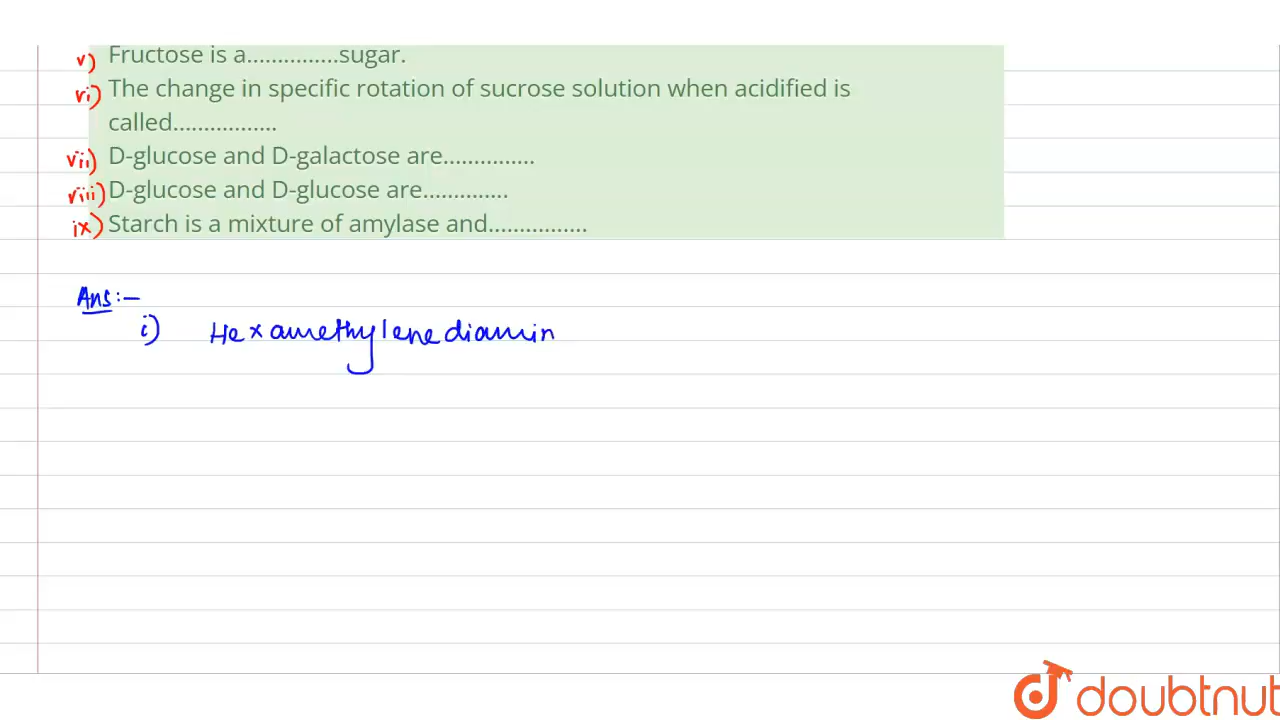 v) Fructose is a...............sugar.
vi) The change in specific rotation of sucrose solution when acidified is
called.................
vii) D-glucose and D-galactose are...............
viii) D-glucose and D-glucose are..............
ix) Starch is a mixture of amylase and................
Ans:-
i) Hexamethylenediamin
doubtnut